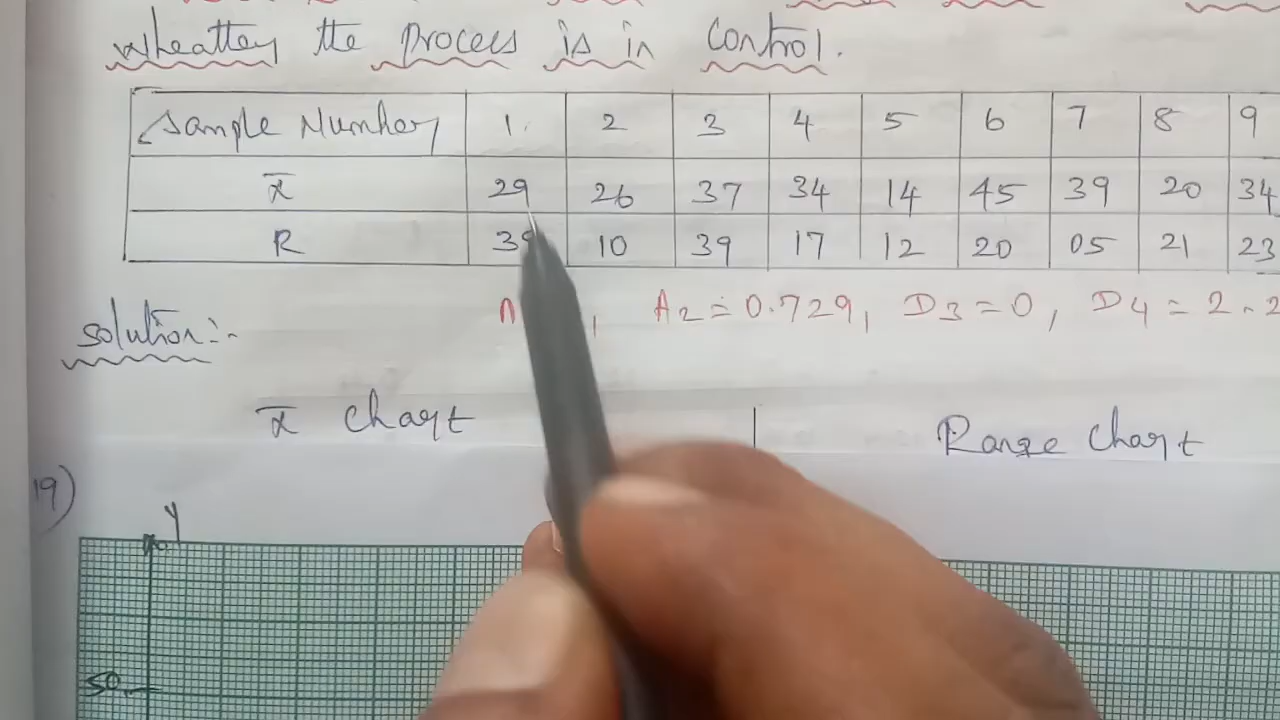 wheather the process is in control.
Sample Number 1 2 3 4 5 6 7 8 9
x̄ 29 26 37 34 14 45 39 20 34
R 39 10 39 17 12 20 05 21 23
solution:- A2 = 0.729, D3 = 0, D4 = 2.2
x̄ chart | Range chart
19)
y
50